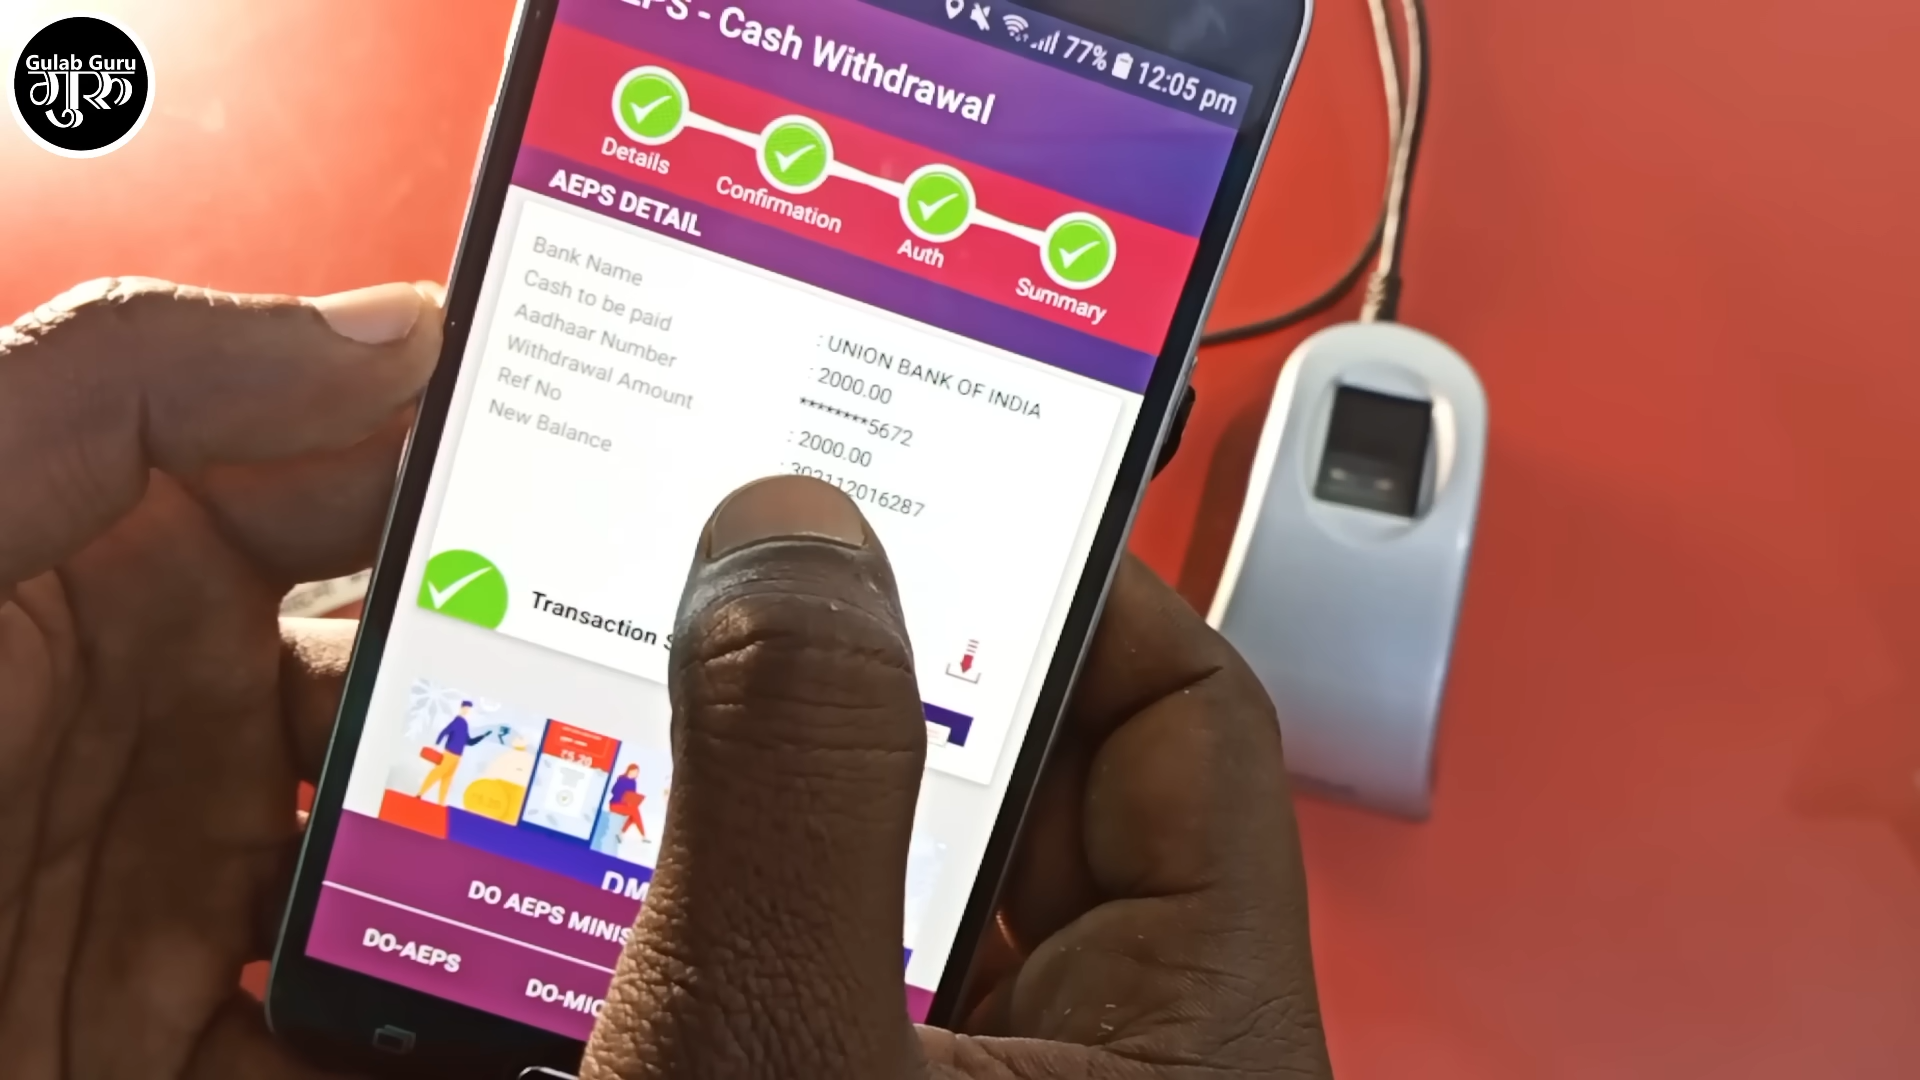 Gulab Guru
गुरू
77% 12:05 pm
- Cash Withdrawal
Details
Confirmation
Auth
Summary
AEPS DETAIL
Bank Name : UNION BANK OF INDIA
Cash to be paid : 2000.00
Aadhaar Number ********5672
Withdrawal Amount : 2000.00
Ref No :
New Balance
Transaction
DO AEPS
DO-AEPS